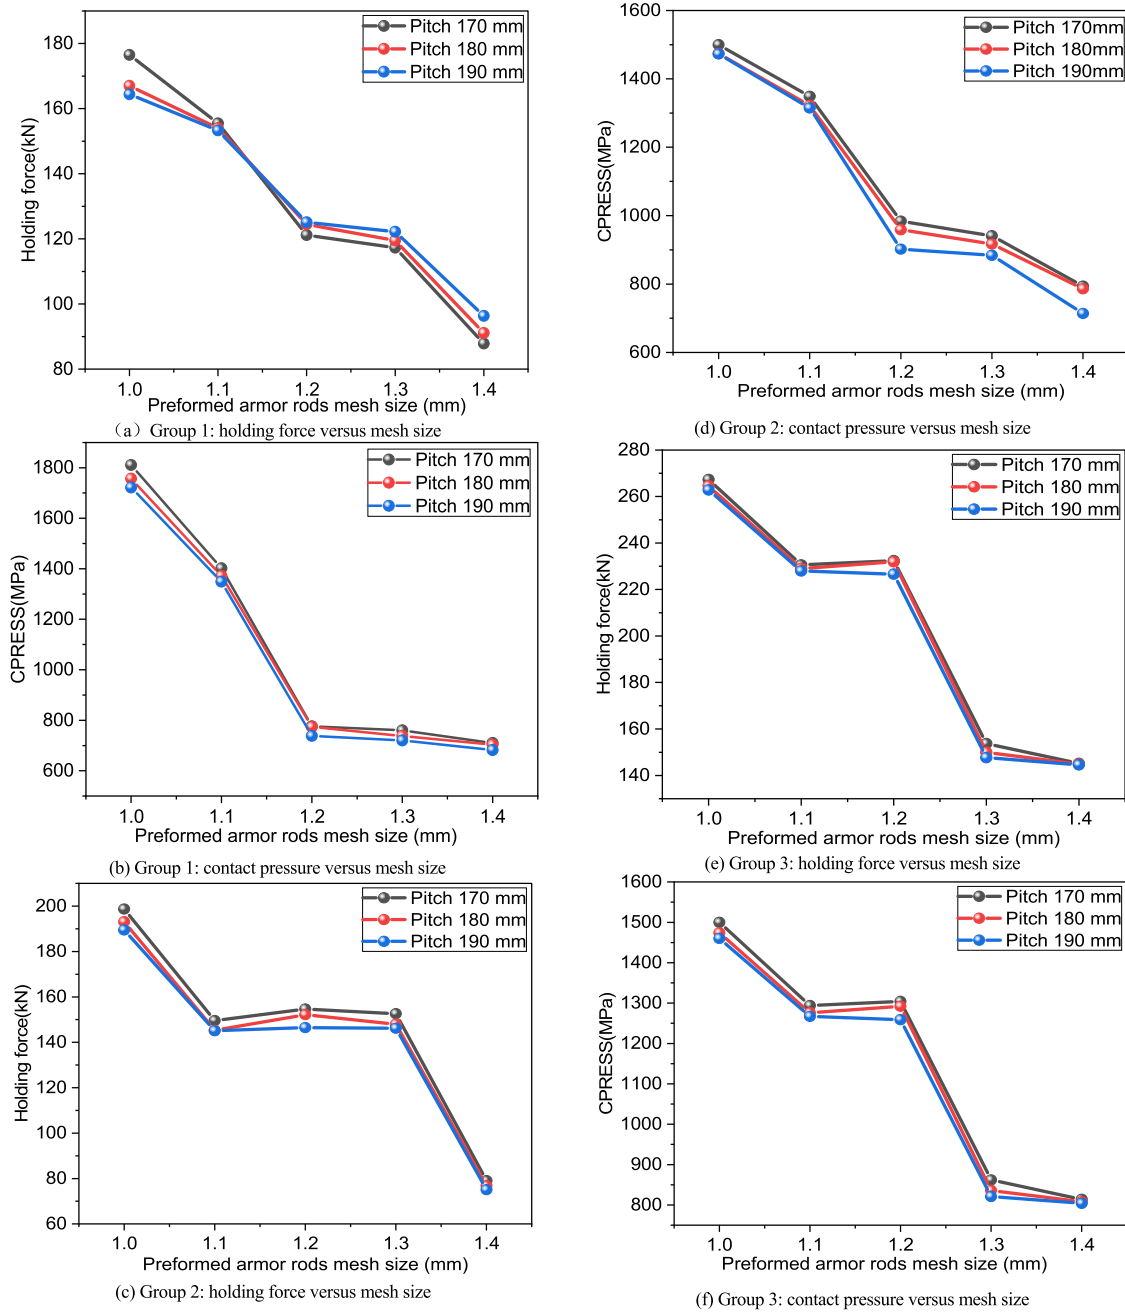 180
160
140
120
100
80
Holding force(kN)
Pitch 170 mm
Pitch 180 mm
Pitch 190 mm
1.0 1.1 1.2 1.3 1.4
Preformed armor rods mesh size (mm)
（a）Group 1: holding force versus mesh size
1800
1600
1400
1200
1000
800
600
CPRESS(MPa)
Pitch 170 mm
Pitch 180 mm
Pitch 190 mm
1.0 1.1 1.2 1.3 1.4
Preformed armor rods mesh size (mm)
(b) Group 1: contact pressure versus mesh size
200
180
160
140
120
100
80
60
Holding force(kN)
Pitch 170 mm
Pitch 180 mm
Pitch 190 mm
1.0 1.1 1.2 1.3 1.4
Preformed armor rods mesh size (mm)
(c) Group 2: holding force versus mesh size
1600
1400
1200
1000
800
600
CPRESS(MPa)
Pitch 170mm
Pitch 180mm
Pitch 190mm
1.0 1.1 1.2 1.3 1.4
Preformed armor rods mesh size (mm)
(d) Group 2: contact pressure versus mesh size
280
260
240
220
200
180
160
140
Holding force(kN)
Pitch 170 mm
Pitch 180 mm
Pitch 190 mm
1.0 1.1 1.2 1.3 1.4
Preformed armor rods mesh size (mm)
(e) Group 3: holding force versus mesh size
1600
1500
1400
1300
1200
1100
1000
900
800
CPRESS(MPa)
Pitch 170 mm
Pitch 180 mm
Pitch 190 mm
1.0 1.1 1.2 1.3 1.4
Preformed armor rods mesh size (mm)
(f) Group 3: contact pressure versus mesh size